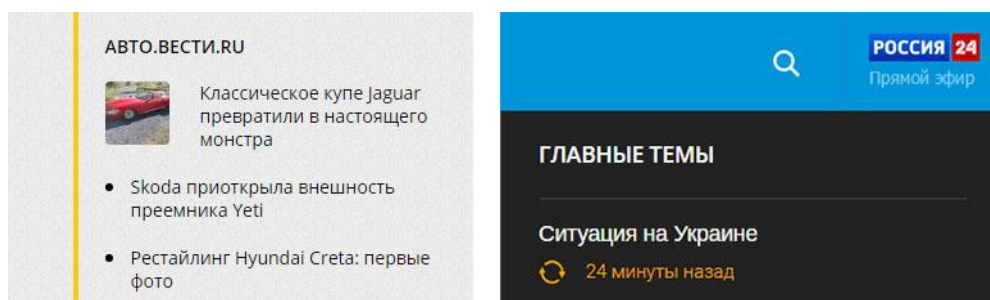 АВТО.ВЕСТИ.RU
Классическое купе Jaguar
превратили в настоящего
монстра
• Skoda приоткрыла внешность
преемника Yeti
• Рестайлинг Hyundai Creta: первые
фото
РОССИЯ 24
Прямой эфир
ГЛАВНЫЕ ТЕМЫ
Ситуация на Украине
24 минуты назад